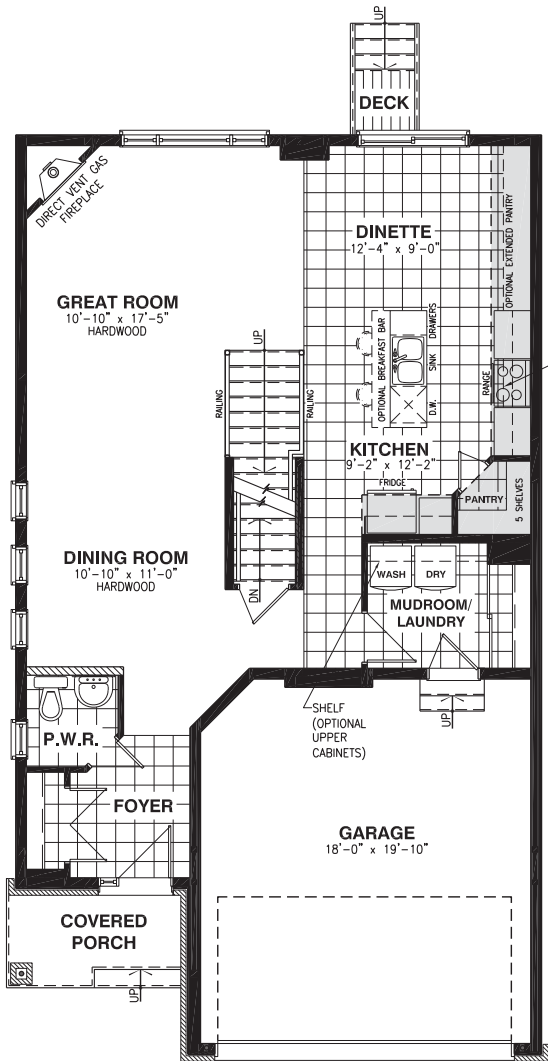 UP
DECK
DIRECT VENT GAS
FIREPLACE
DINETTE
12'-4" x 9'-0"
OPTIONAL EXTENDED PANTRY
GREAT ROOM
10'-10" x 17'-5"
HARDWOOD
UP
RAILING
RAILING
OPTIONAL BREAKFAST BAR
DRAWERS
SINK
D.W.
RANGE
KITCHEN
9'-2" x 12'-2"
FRIDGE
PANTRY
5 SHELVES
DINING ROOM
10'-10" x 11'-0"
HARDWOOD
DN
WASH
DRY
MUDROOM/
LAUNDRY
SHELF
(OPTIONAL
UPPER
CABINETS)
UP
P.W.R.
FOYER
GARAGE
18'-0" x 19'-10"
COVERED
PORCH
UP